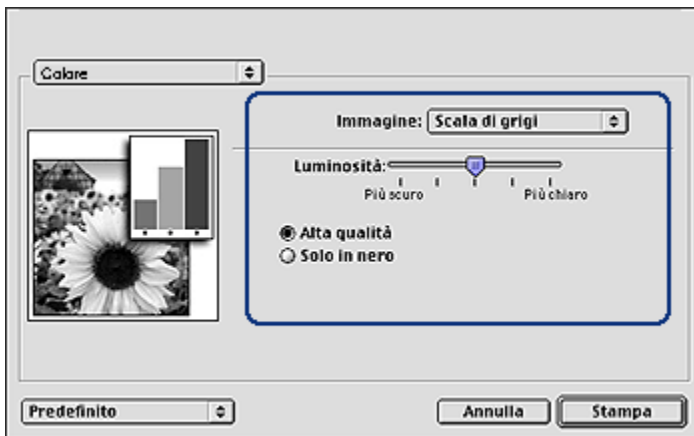 Colore
Immagine: Scala di grigi
Luminosità:
Più scuro Più chiaro
Alta qualità
Solo in nero
Predefinito Annulla Stampa